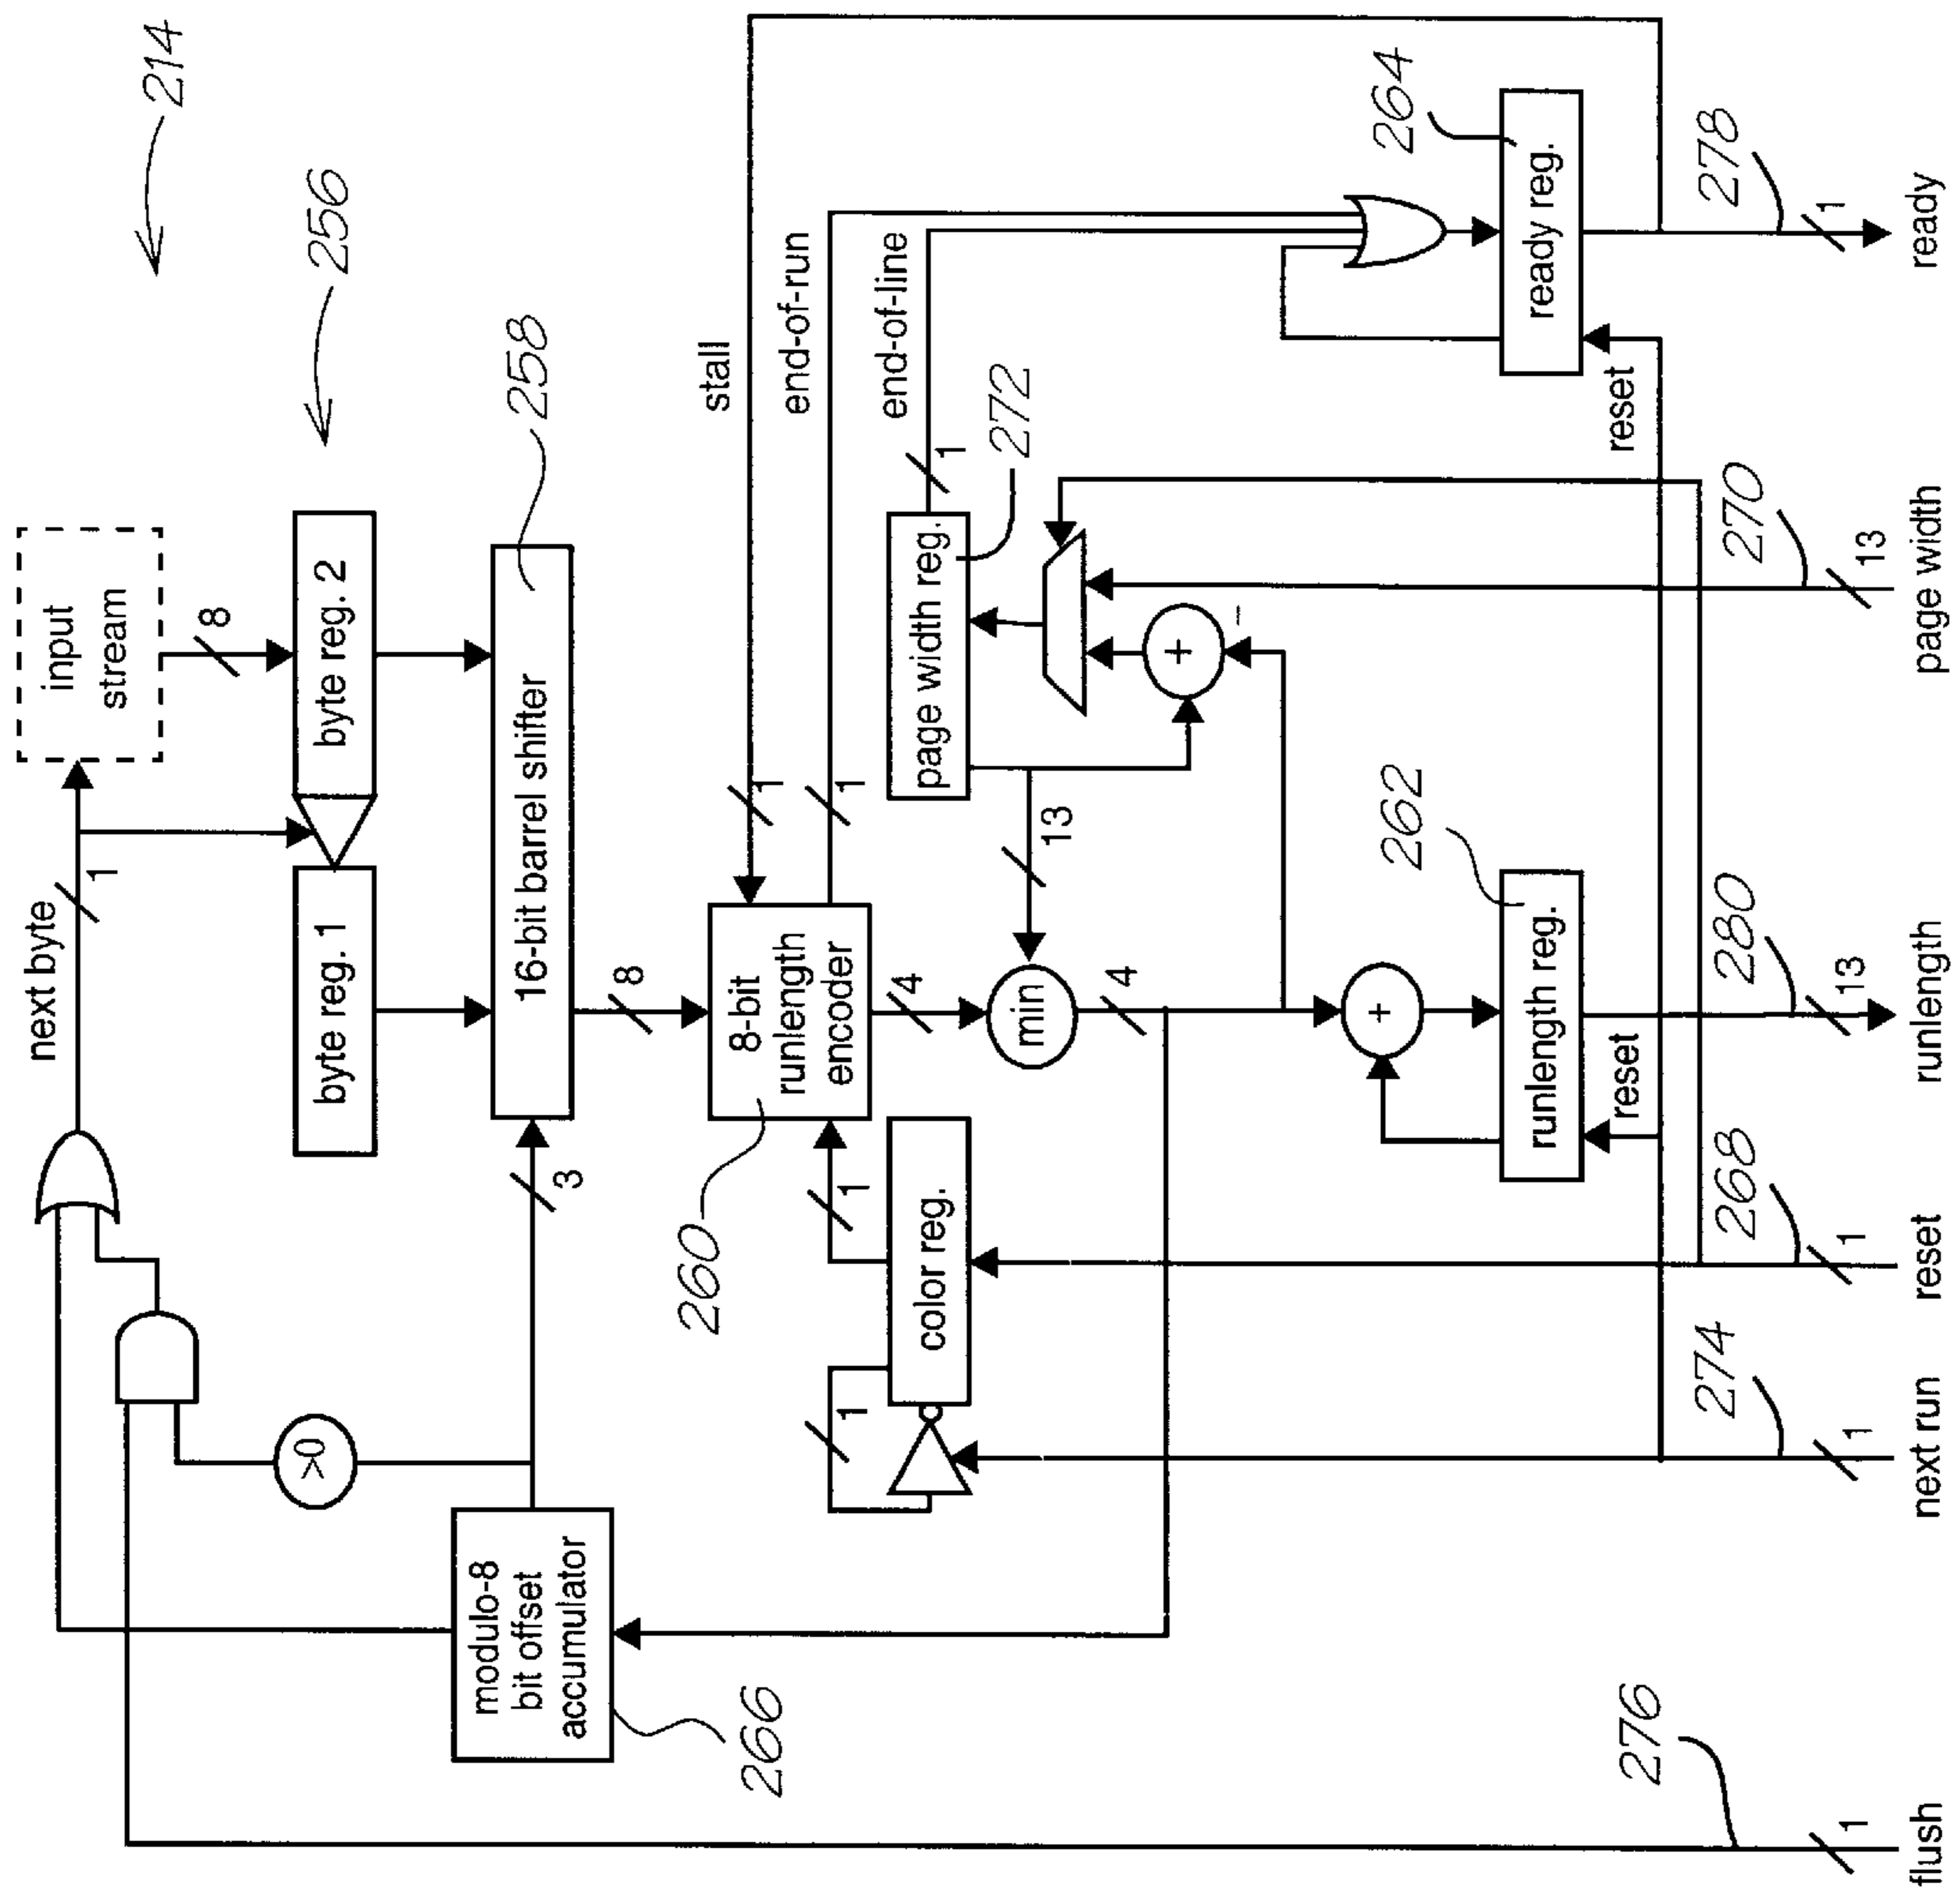 214
input
stream
256
next byte
1
8
byte reg. 1
byte reg. 2
258
16-bit barrel shifter
3
8
>0
modulo-8
bit offset
accumulator
266
260
8-bit
runlength
encoder
1
stall
1
end-of-run
1
end-of-line
1
color reg.
1
4
min
13
4
page width reg.
272
+
−
+
262
runlength reg.
reset
264
ready reg.
reset
276
274
268
280
270
278
1
1
1
13
13
1
flush
next run
reset
runlength
page width
ready